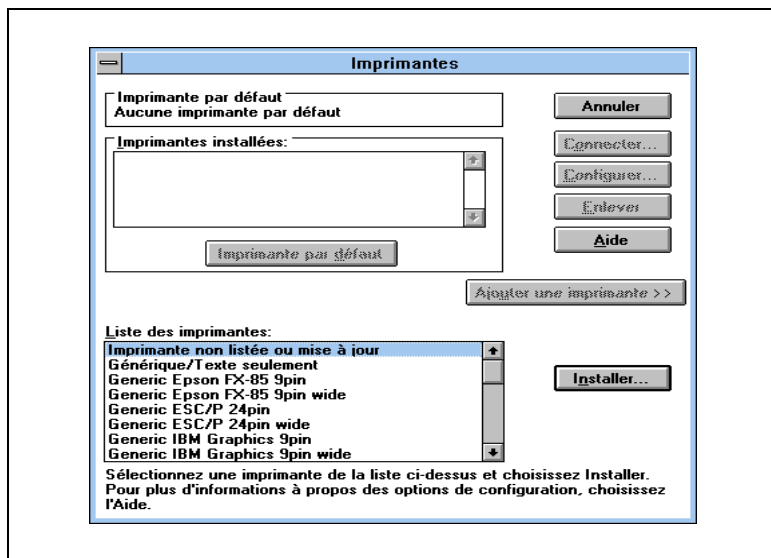 Imprimantes
Imprimante par défaut
Aucune imprimante par défaut
Annuler
Imprimantes installées:
Connecter...
Configurer...
Enlever
Aide
Imprimante par défaut
Ajouter une imprimante >>
Liste des imprimantes:
Imprimante non listée ou mise à jour
Générique/Texte seulement
Generic Epson FX-85 9pin
Generic Epson FX-85 9pin wide
Generic ESC/P 24pin
Generic ESC/P 24pin wide
Generic IBM Graphics 9pin
Generic IBM Graphics 9pin wide
Installer...
Sélectionnez une imprimante de la liste ci-dessus et choisissez Installer.
Pour plus d'informations à propos des options de configuration, choisissez
l'Aide.